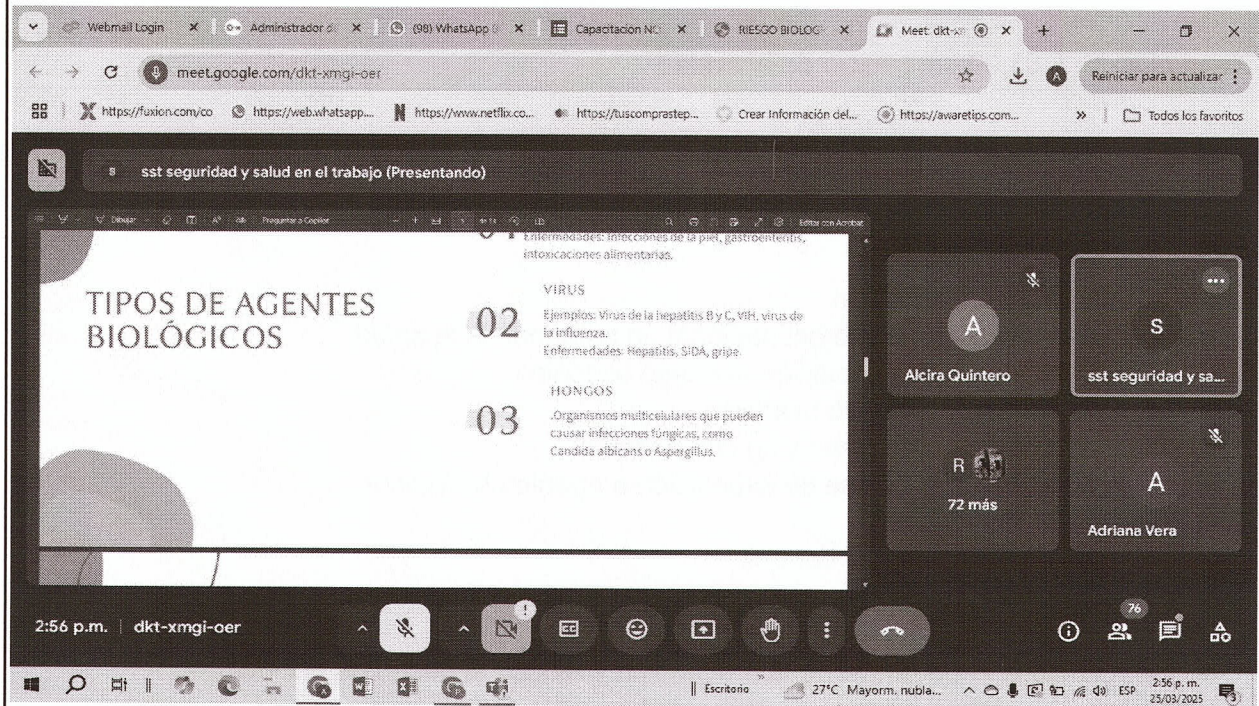 Webmail Login
Administrador d
(98) WhatsApp B
Capacitación NO
RIESGO BIOLÓG
Meet: dkt-xm
meet.google.com/dkt-xmgi-oer
A
Reiniciar para actualizar
https://fuxion.com/co
https://web.whatsapp....
https://www.netflix.co...
https://tuscomprastep...
Crear Información del...
https://awaretips.com...
»
Todos los favoritos
s
sst seguridad y salud en el trabajo (Presentando)
Dibujar
Preguntar a Copilot
Editar con Acrobat
Enfermedades: Infecciones de la piel, gastroenteritis,
intoxicaciones alimentarias.
TIPOS DE AGENTES
BIOLÓGICOS
02
VIRUS
Ejemplos: Virus de la hepatitis B y C, VIH, virus de
la influenza.
Enfermedades: Hepatitis, SIDA, gripe.
03
HONGOS
.Organismos multicelulares que pueden
causar infecciones fúngicas, como
Candida albicans o Aspergillus.
A
Alcira Quintero
S
sst seguridad y sa...
R
72 más
A
Adriana Vera
2:56 p.m. | dkt-xmgi-oer
CC
76
Escritorio
27°C Mayorm. nubla...
ESP
2:56 p. m.
25/03/2025